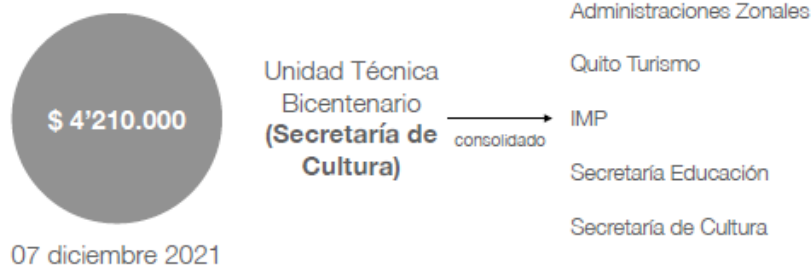 $ 4'210.000
07 diciembre 2021
Unidad Técnica
Bicentenario
(Secretaría de
Cultura)
consolidado
Administraciones Zonales
Quito Turismo
IMP
Secretaría Educación
Secretaría de Cultura